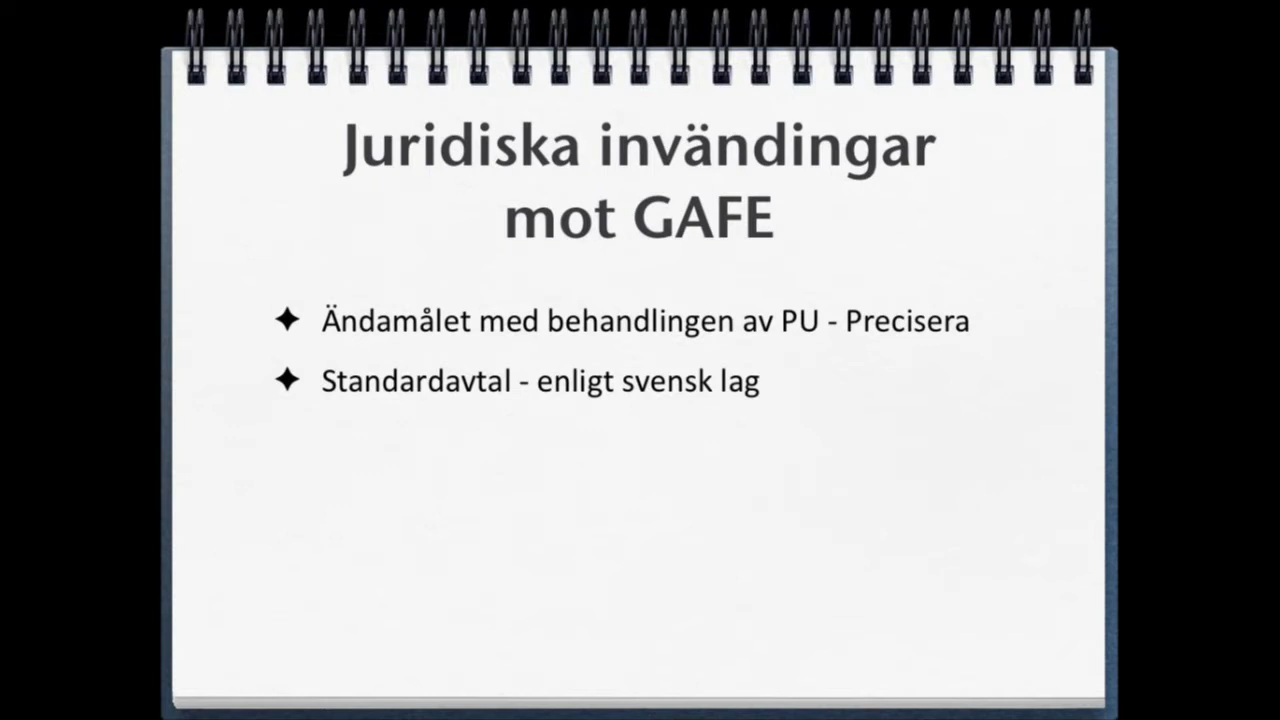 Juridiska invändingar
mot GAFE
Ändamålet med behandlingen av PU - Precisera
Standardavtal - enligt svensk lag